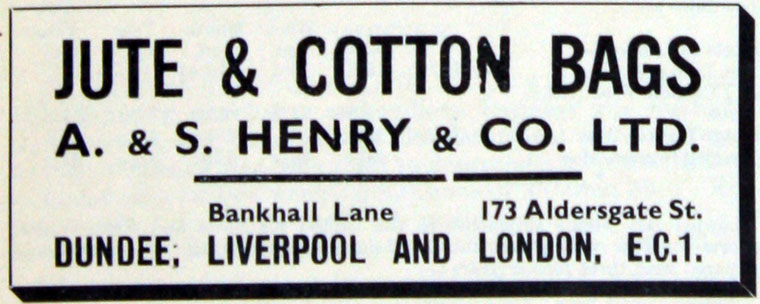 JUTE & COTTON BAGS
A. & S. HENRY & CO. LTD.
Bankhall Lane 173 Aldersgate St.
DUNDEE; LIVERPOOL AND LONDON, E.C.1.